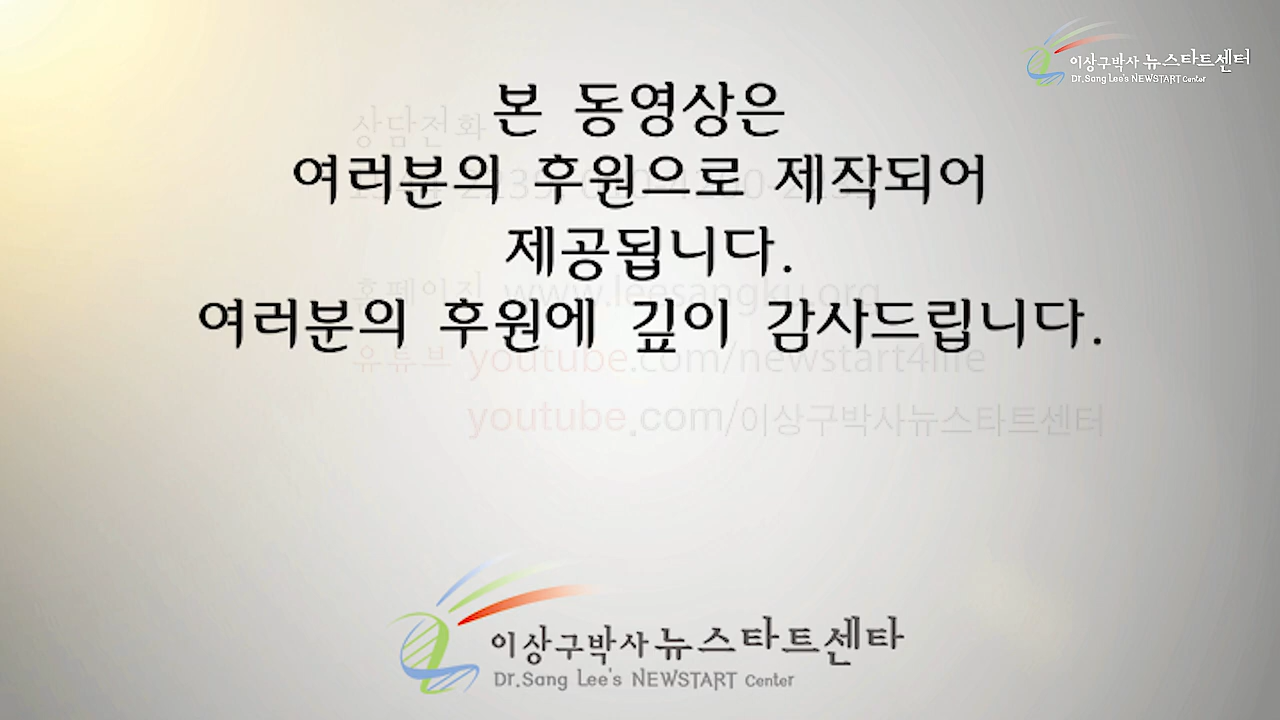 이상구박사 뉴스타트센터
Dr.Sang Lee's NEWSTART Center
본 동영상은
상담전화
여러분의 후원으로 제작되어
제공됩니다.
홈페이지 www.leesangku.org
여러분의 후원에 깊이 감사드립니다.
유튜브 youtube.com/newstart4life
youtube.com/이상구박사뉴스타트센터
이상구박사 뉴스타트센타
Dr.Sang Lee's NEWSTART Center